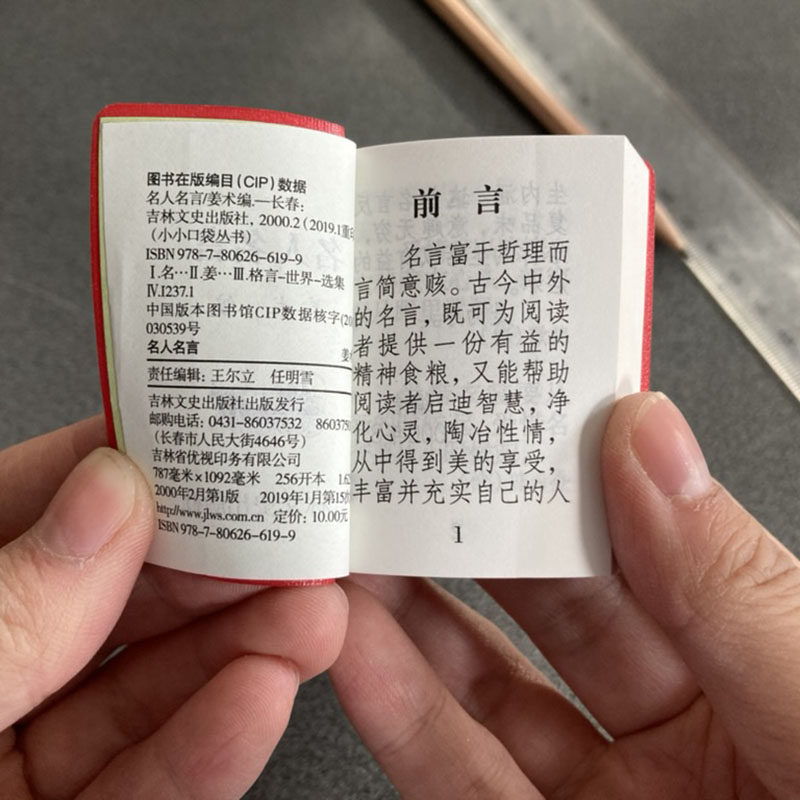 图书在版编目(CIP)数据
名人名言/姜术编.—长春:
吉林文史出版社, 2000.2(2019.1重印
(小小口袋丛书)
ISBN 978-7-80626-619-9
Ⅰ.名…Ⅱ.姜…Ⅲ.格言-世界-选集
Ⅳ.I237.1
中国版本图书馆CIP数据核字(20
030539号
名人名言
责任编辑: 王尔立 任明雪
吉林文史出版社出版发行
邮购电话: 0431-86037532 8603750
(长春市人民大街4646号)
吉林省优视印务有限公司
787毫米×1092毫米 256开本 1.62
2000年2月第1版 2019年1月第15
http://www.jlws.com.cn 定价: 10.00元
ISBN 978-7-80626-619-9
前言
名言富于哲理而
言简意赅。古今中外
的名言, 既可为阅读
者提供一份有益的
精神食粮, 又能帮助
阅读者启迪智慧, 净
化心灵, 陶冶性情,
从中得到美的享受,
丰富并充实自己的人
1